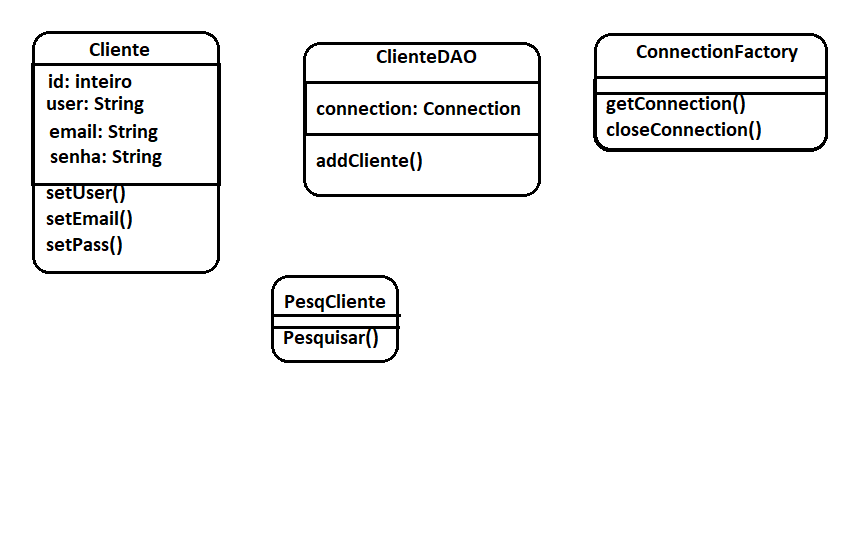 Cliente
id: inteiro
user: String
email: String
senha: String
setUser()
setEmail()
setPass()
ClienteDAO
connection: Connection
addCliente()
ConnectionFactory
getConnection()
closeConnection()
PesqCliente
Pesquisar()